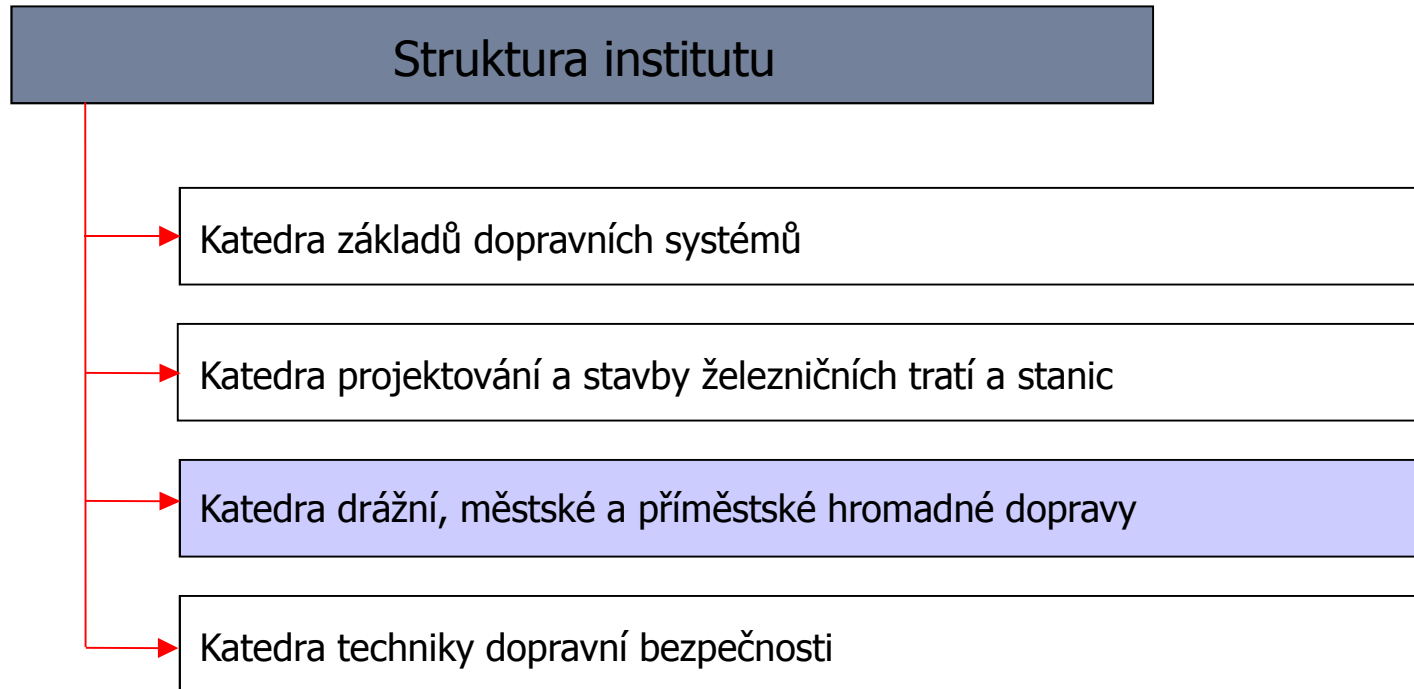 Struktura institutu
Katedra základů dopravních systémů
Katedra projektování a stavby železničních tratí a stanic
Katedra drážní, městské a příměstské hromadné dopravy
Katedra techniky dopravní bezpečnosti